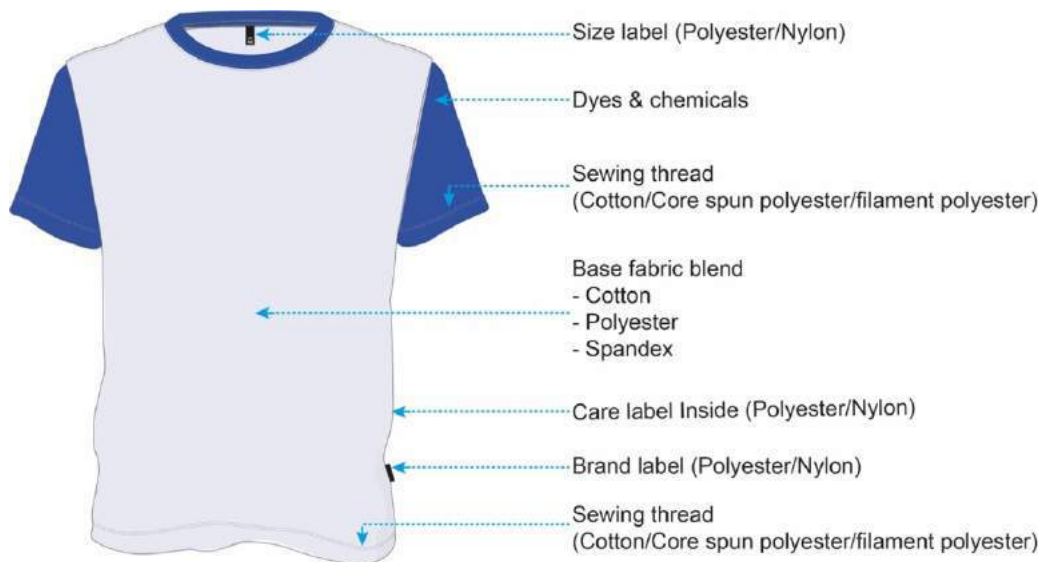 Size label (Polyester/Nylon)
Dyes & chemicals
Sewing thread
(Cotton/Core spun polyester/filament polyester)
Base fabric blend
- Cotton
- Polyester
- Spandex
Care label Inside (Polyester/Nylon)
Brand label (Polyester/Nylon)
Sewing thread
(Cotton/Core spun polyester/filament polyester)